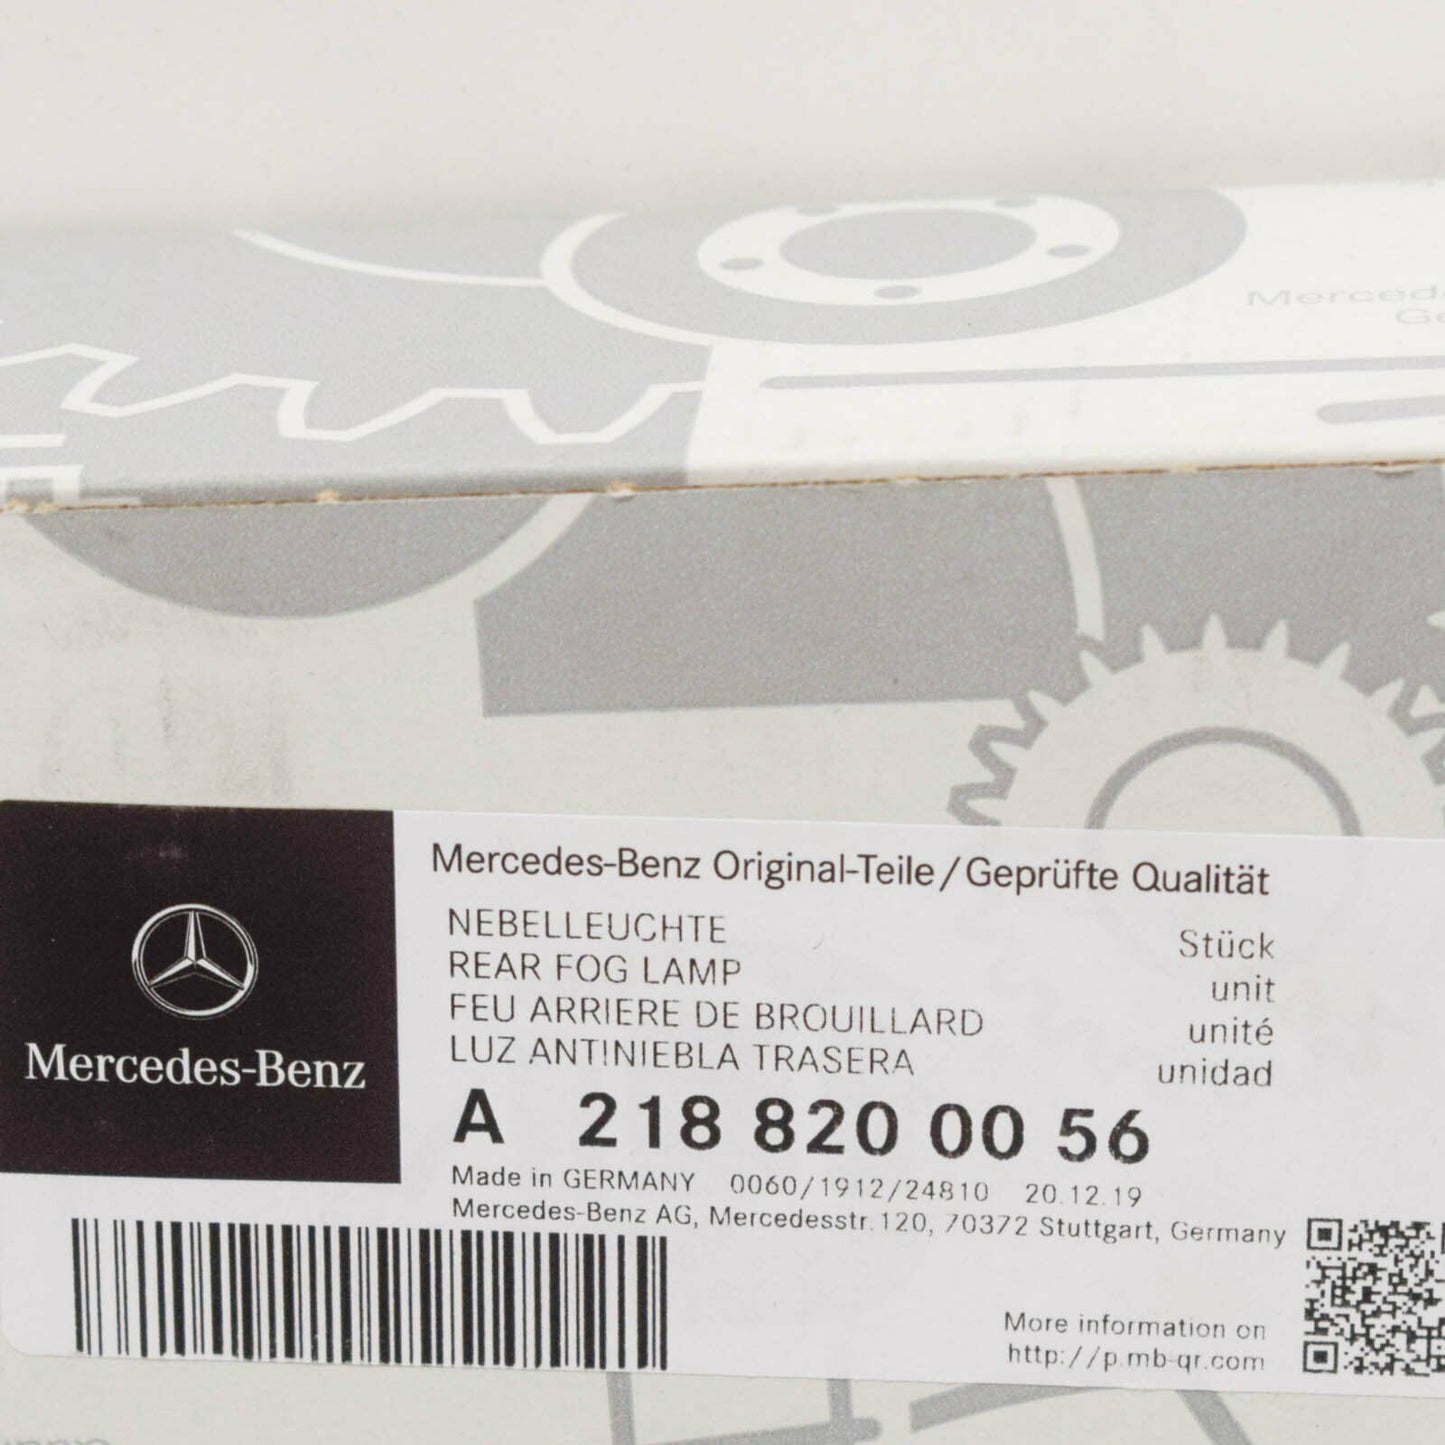 Merced
Ge
Mercedes-Benz Original-Teile/Geprüfte Qualität
NEBELLEUCHTE Stück
REAR FOG LAMP unit
FEU ARRIERE DE BROUILLARD unité
LUZ ANTINIEBLA TRASERA unidad
Mercedes-Benz
A 218 820 00 56
Made in GERMANY 0060/1912/24810 20.12.19
Mercedes-Benz AG, Mercedesstr.120, 70372 Stuttgart, Germany
More information on
http://p.mb-qr.com